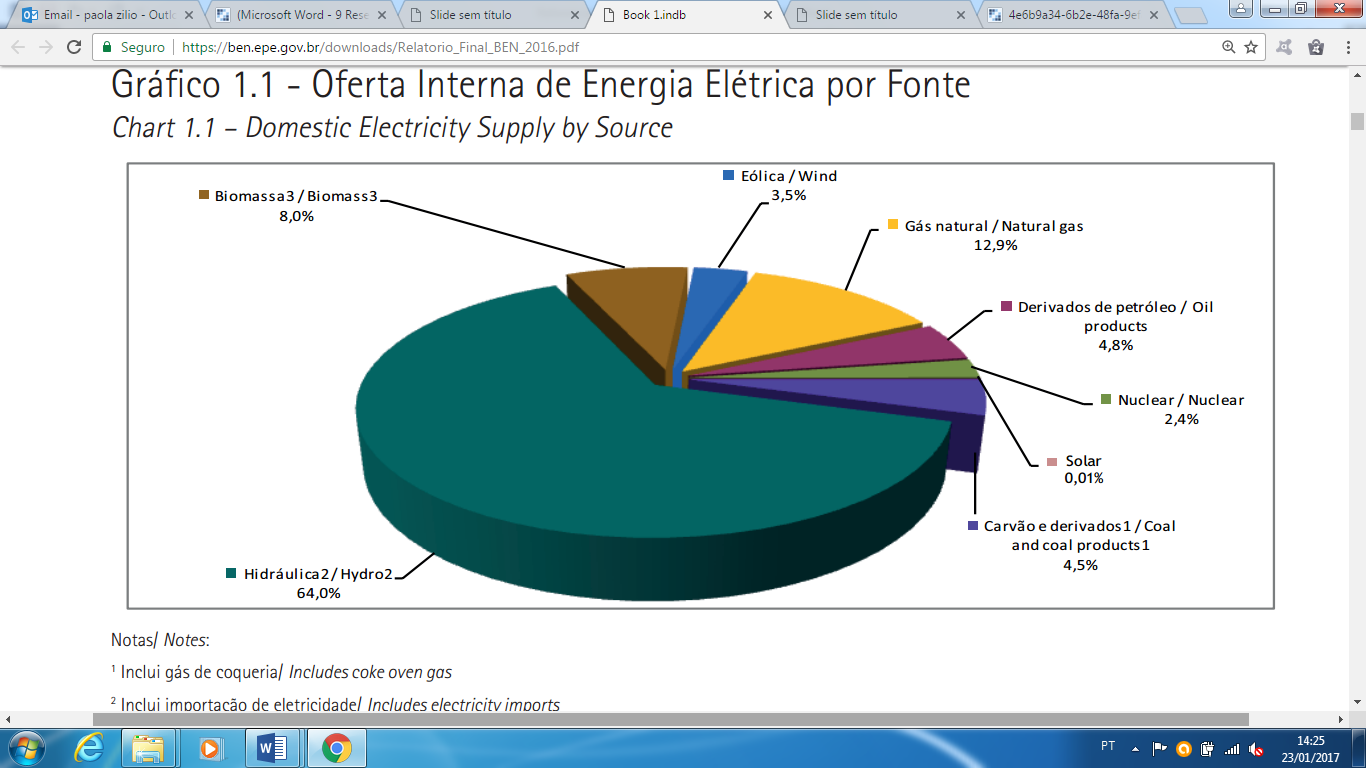 Email - paola zilio - Outl
(Microsoft Word - 9 Rese
Slide sem título
Book 1.indb
Slide sem título
4e6b9a34-6b2e-48fa-9e
Seguro
https://ben.epe.gov.br/downloads/Relatorio_Final_BEN_2016.pdf
Gráfico 1.1 - Oferta Interna de Energia Elétrica por Fonte
Chart 1.1 – Domestic Electricity Supply by Source
Eólica / Wind
3,5%
Biomassa3 / Biomass3
8,0%
Gás natural / Natural gas
12,9%
Derivados de petróleo / Oil
products
4,8%
Nuclear / Nuclear
2,4%
Solar
0,01%
Carvão e derivados1 / Coal
and coal products1
4,5%
Hidráulica2 / Hydro2
64,0%
Notas/ Notes:
1 Inclui gás de coqueria/ Includes coke oven gas
2 Inclui importação de eletricidade/ Includes electricity imports
PT
14:25
23/01/2017